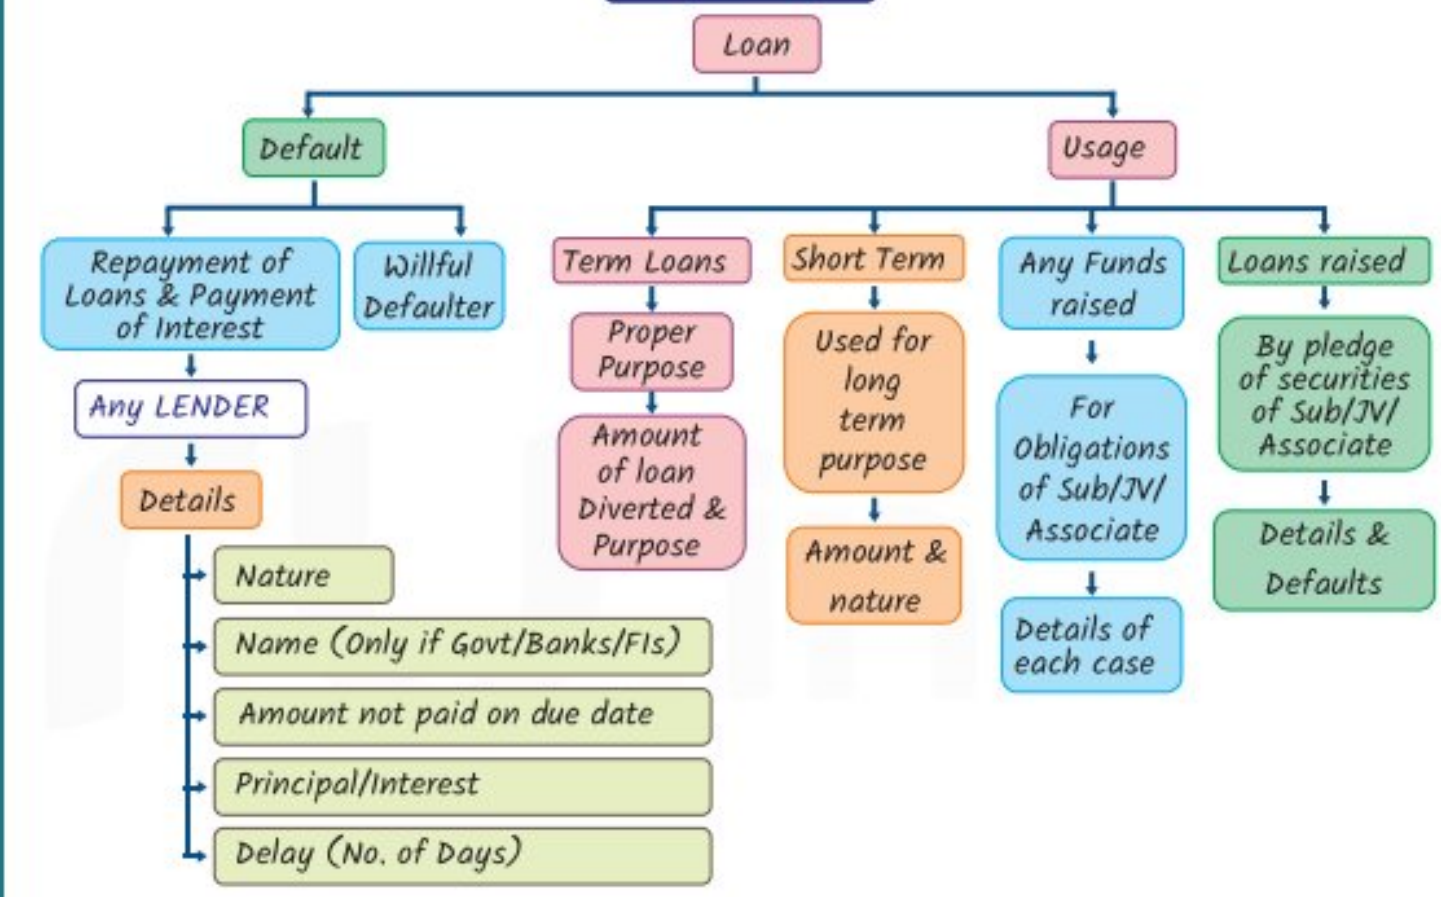 Loan
Default
Usage
Repayment of
Loans & Payment
of Interest
Willful
Defaulter
Any LENDER
Details
Nature
Name (Only if Govt/Banks/FIs)
Amount not paid on due date
Principal/Interest
Delay (No. of Days)
Term Loans
Proper
Purpose
Amount
of loan
Diverted &
Purpose
Short Term
Used for
long
term
purpose
Amount &
nature
Any Funds
raised
For
Obligations
of Sub/JV/
Associate
Details of
each case
Loans raised
By pledge
of securities
of Sub/JV/
Associate
Details &
Defaults